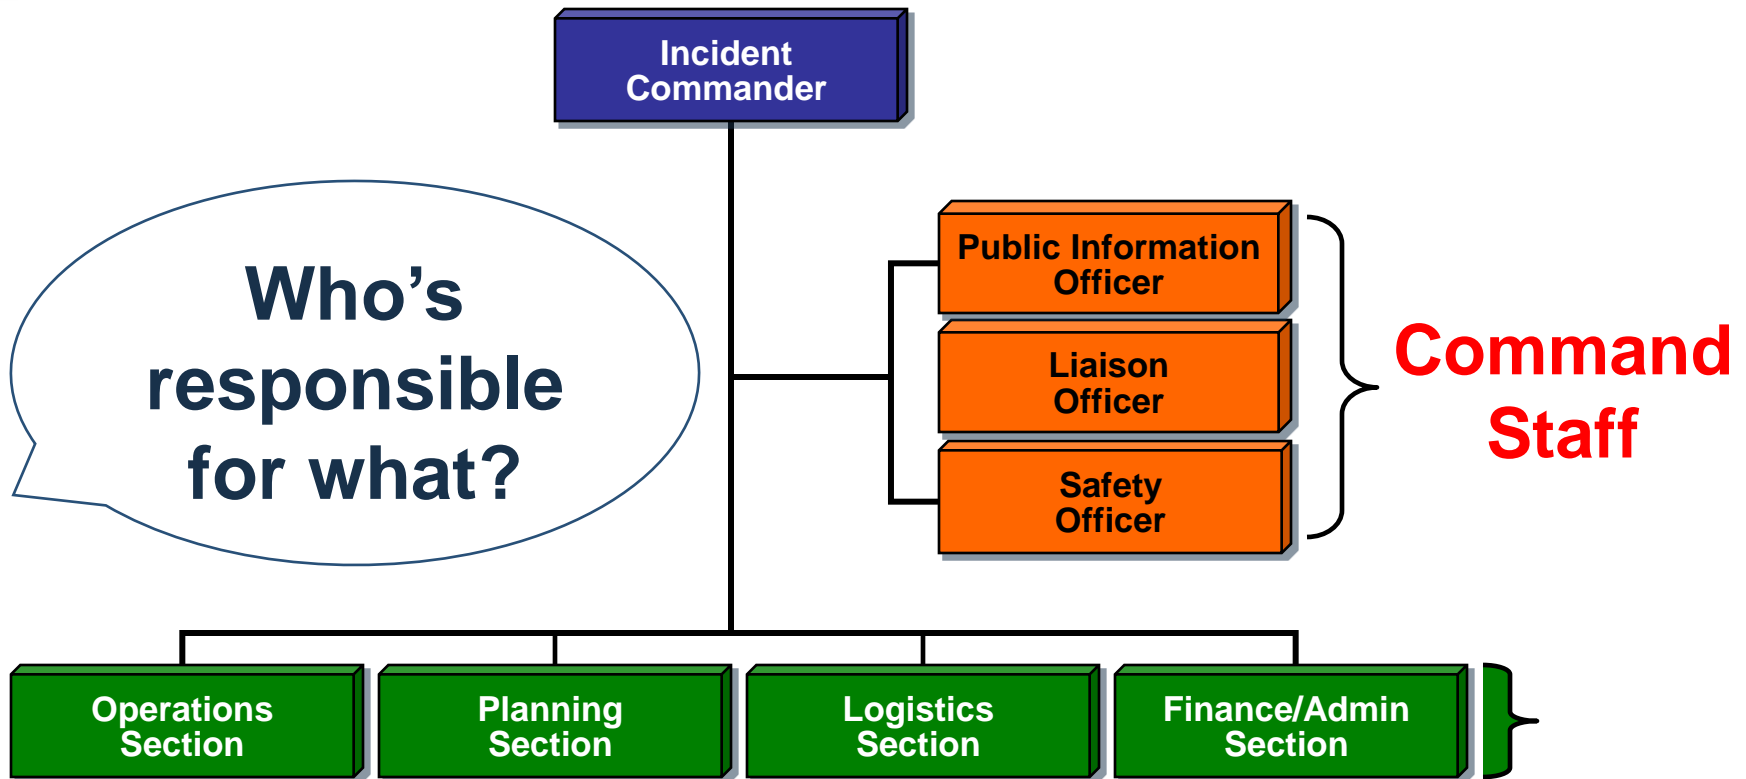 Incident
Commander
Who’s
responsible
for what?
Public Information
Officer
Liaison
Officer
Safety
Officer
Command
Staff
Operations
Section
Planning
Section
Logistics
Section
Finance/Admin
Section